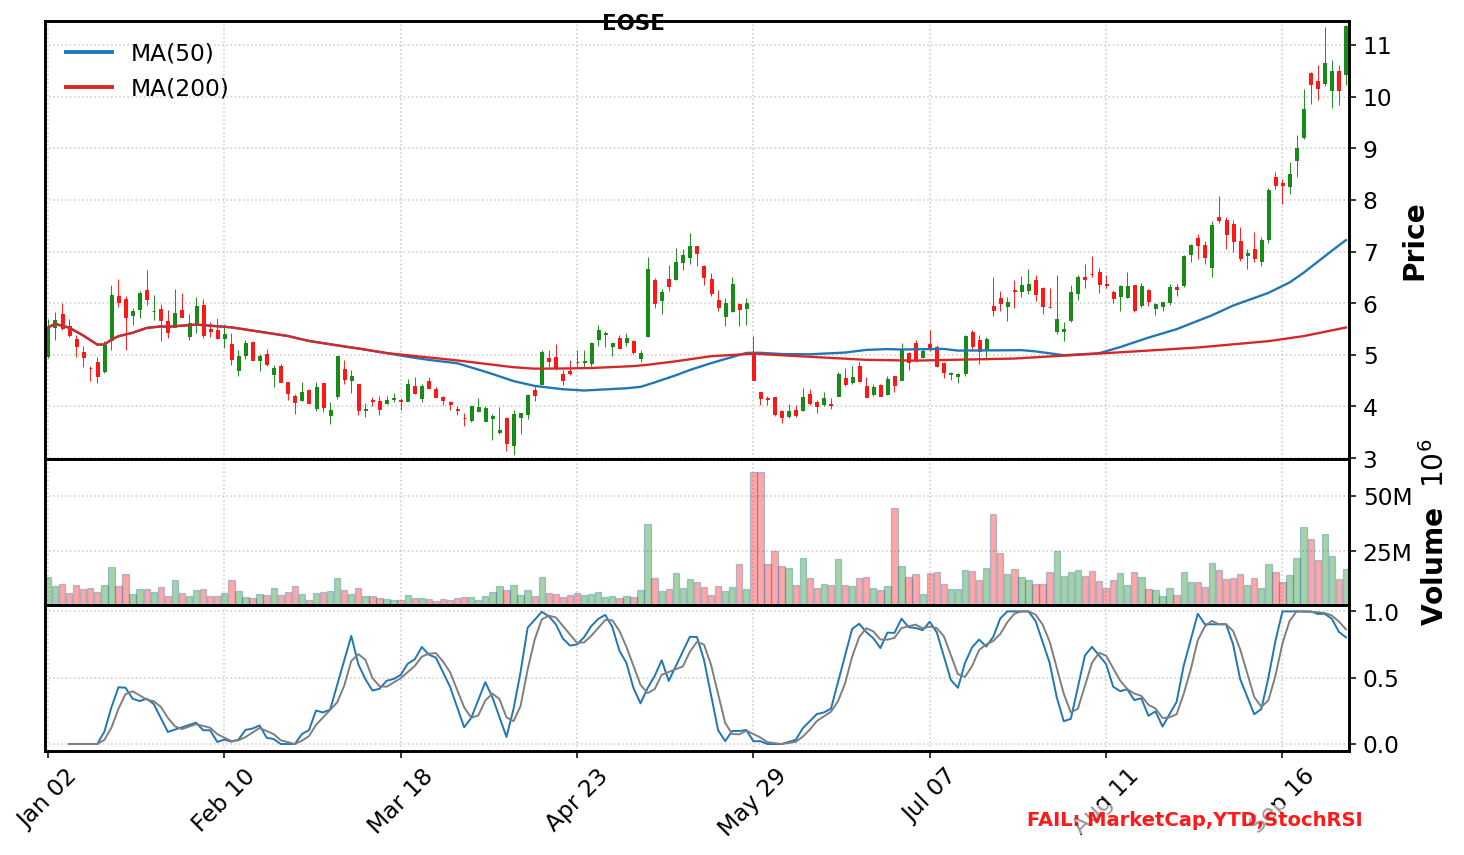 EOSE
MA(50)
MA(200)
11
10
9
8
7
6
5
4
3
Price
50M
25M
Volume 10^6
1.0
0.5
0.0
Jan 02
Feb 10
Mar 18
Apr 23
May 29
Jul 07
Aug 11
Sep 16
FAIL: MarketCap,YTD,StochRSI